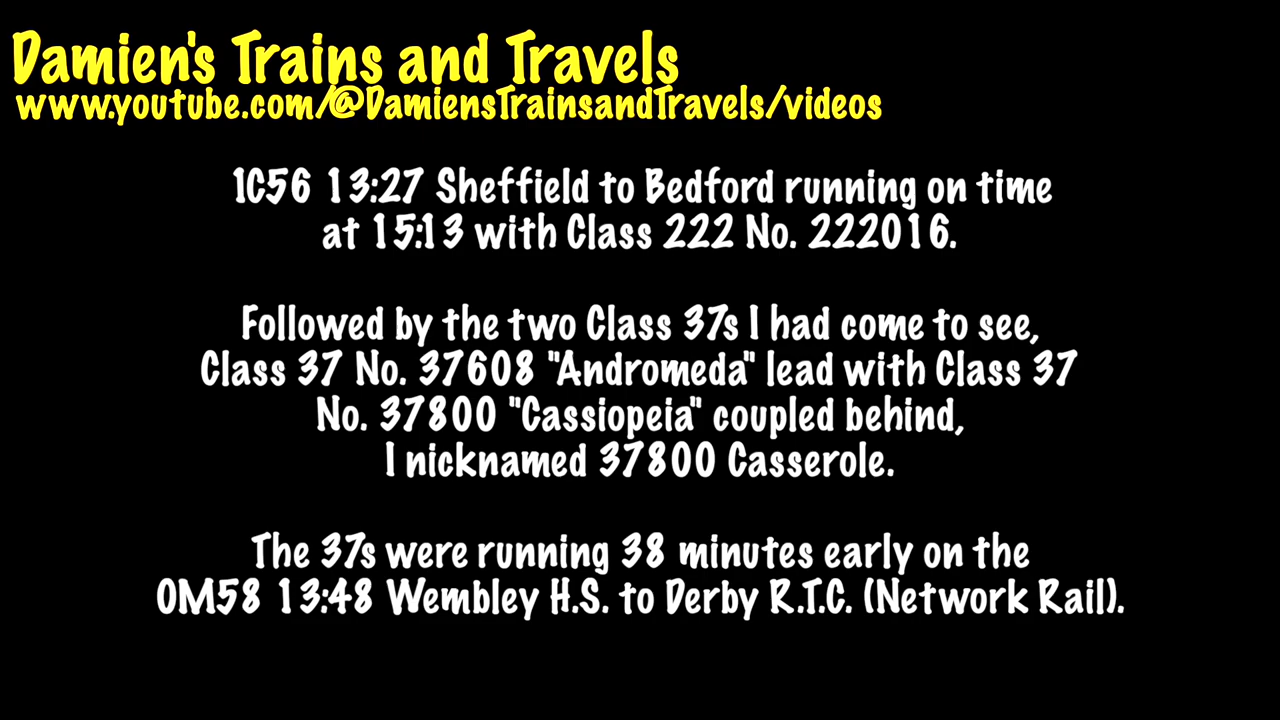 Damien's Trains and Travels
www.youtube.com/@DamiensTrainsandTravels/videos
1C56 13:27 Sheffield to Bedford running on time
at 15:13 with Class 222 No. 222016.
Followed by the two Class 37s I had come to see,
Class 37 No. 37608 "Andromeda" lead with Class 37
No. 37800 "Cassiopeia" coupled behind,
I nicknamed 37800 Casserole.
The 37s were running 38 minutes early on the
0M58 13:48 Wembley H.S. to Derby R.T.C. (Network Rail).